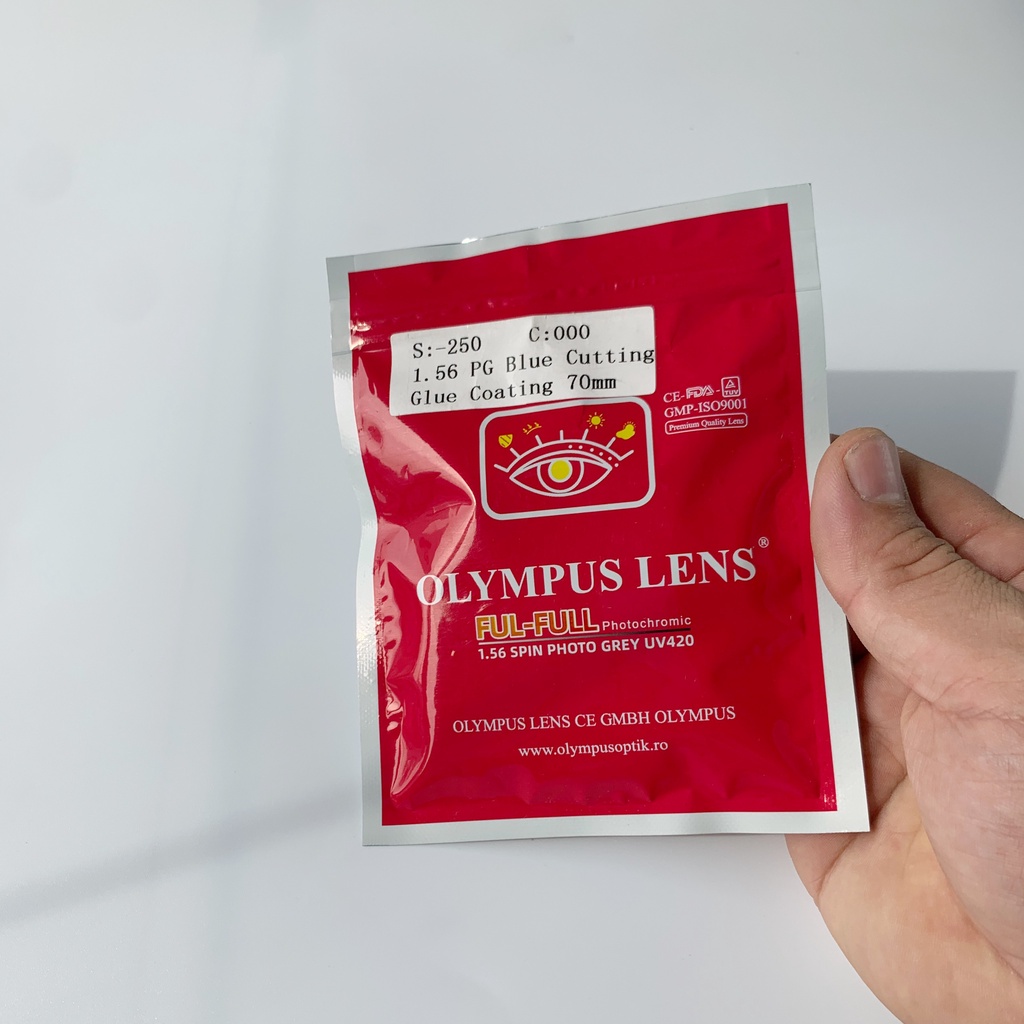 S:-250 C:000
1.56 PG Blue Cutting
Glue Coating 70mm
CE-FDA-TUV
GMP-ISO9001
Premium Quality Lens
OLYMPUS LENS®
FUL-FULL Photochromic
1.56 SPIN PHOTO GREY UV420
OLYMPUS LENS CE GMBH OLYMPUS
www.olympusoptik.ro